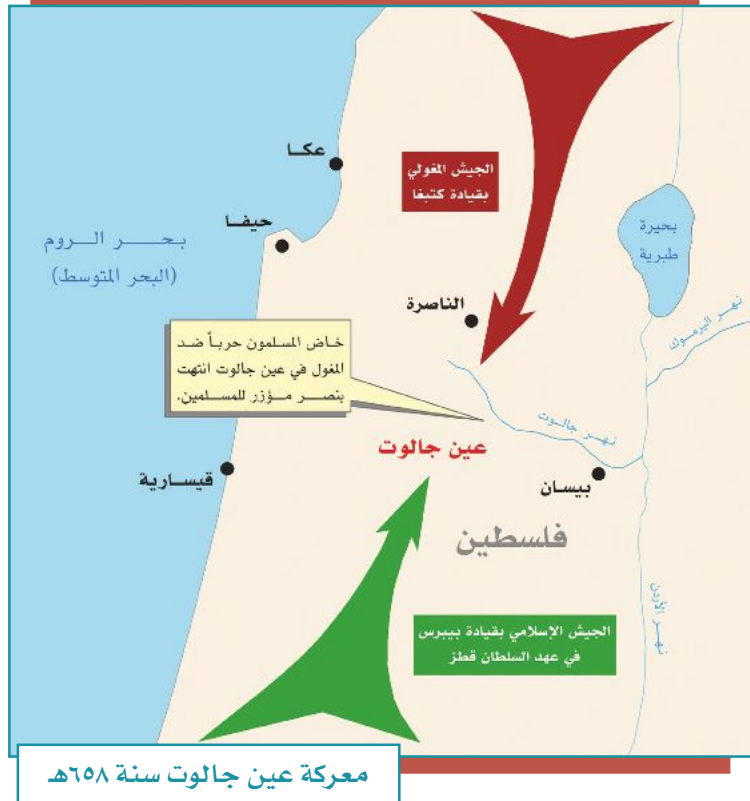 عكا
الجيش المغولي
بقيادة كتبغا
حيفا
بحر الروم
(البحر المتوسط)
بحيرة
طبرية
الناصرة
نهر اليرموك
خاض المسلمون حرباً ضد
المغول في عين جالوت انتهت
بنصر مؤزر للمسلمين.
نهر جالوت
عين جالوت
قيسارية
بيسان
فلسطين
نهر الأردن
الجيش الإسلامي بقيادة بيبرس
في عهد السلطان قطز
معركة عين جالوت سنة ٦٥٨هـ